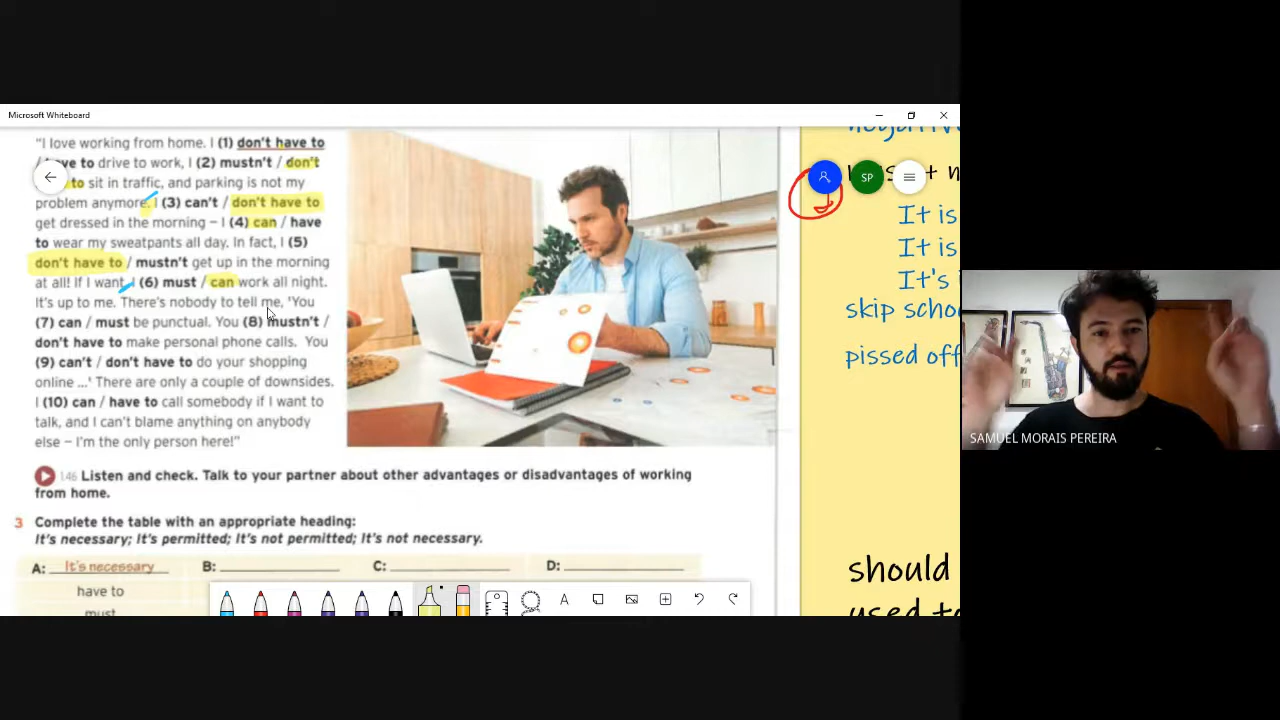 Microsoft Whiteboard
"I love working from home. I (1) don't have to
/ have to drive to work, I (2) mustn't / don't
to sit in traffic, and parking is not my
problem anymore. I (3) can't / don't have to
get dressed in the morning – I (4) can / have
to wear my sweatpants all day. In fact, I (5)
don't have to / mustn't get up in the morning
at all! If I want, I (6) must / can work all night.
It's up to me. There's nobody to tell me, 'You
(7) can / must be punctual. You (8) mustn't /
don't have to make personal phone calls. You
(9) can't / don't have to do your shopping
online ...' There are only a couple of downsides.
I (10) can / have to call somebody if I want to
talk, and I can't blame anything on anybody
else – I'm the only person here!"
1.46 Listen and check. Talk to your partner about other advantages or disadvantages of working
from home.
3 Complete the table with an appropriate heading:
It's necessary; It's permitted; It's not permitted; It's not necessary.
A: It's necessary B: C: D:
have to
must
negative
SP
It is
It is
It's
skip
pissed off
should
used to
SAMUEL MORAIS PEREIRA